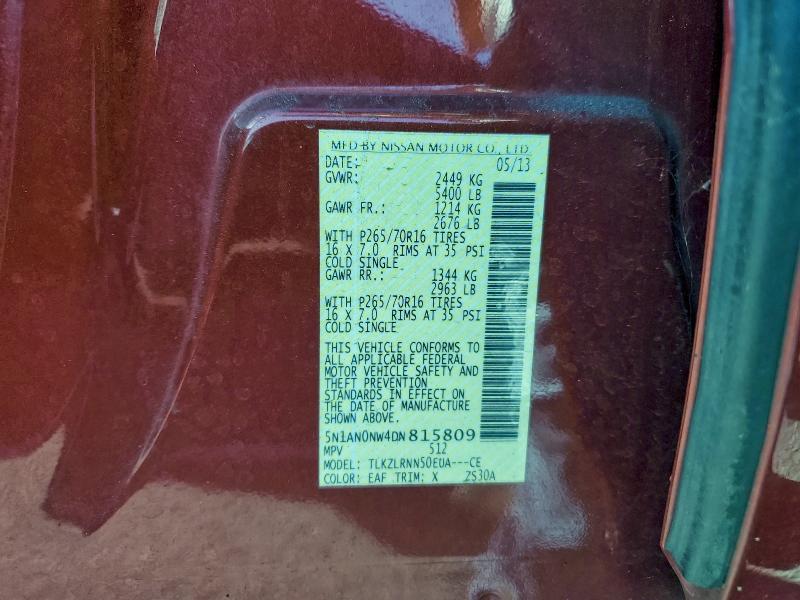 MFD BY NISSAN MOTOR CO., LTD.
DATE: 05/13
GVWR: 2449 KG
5400 LB
GAWR FR.: 1214 KG
2676 LB
WITH P265/70R16 TIRES
16 X 7.0 RIMS AT 35 PSI
COLD SINGLE
GAWR RR.: 1344 KG
2963 LB
WITH P265/70R16 TIRES
16 X 7.0 RIMS AT 35 PSI
COLD SINGLE
THIS VEHICLE CONFORMS TO
ALL APPLICABLE FEDERAL
MOTOR VEHICLE SAFETY AND
THEFT PREVENTION
STANDARDS IN EFFECT ON
THE DATE OF MANUFACTURE
SHOWN ABOVE.
5N1AN0NW4DN815809
MPV 512
MODEL: TLKZLRNN50EUA---CE
COLOR: EAF TRIM: X ZS30A